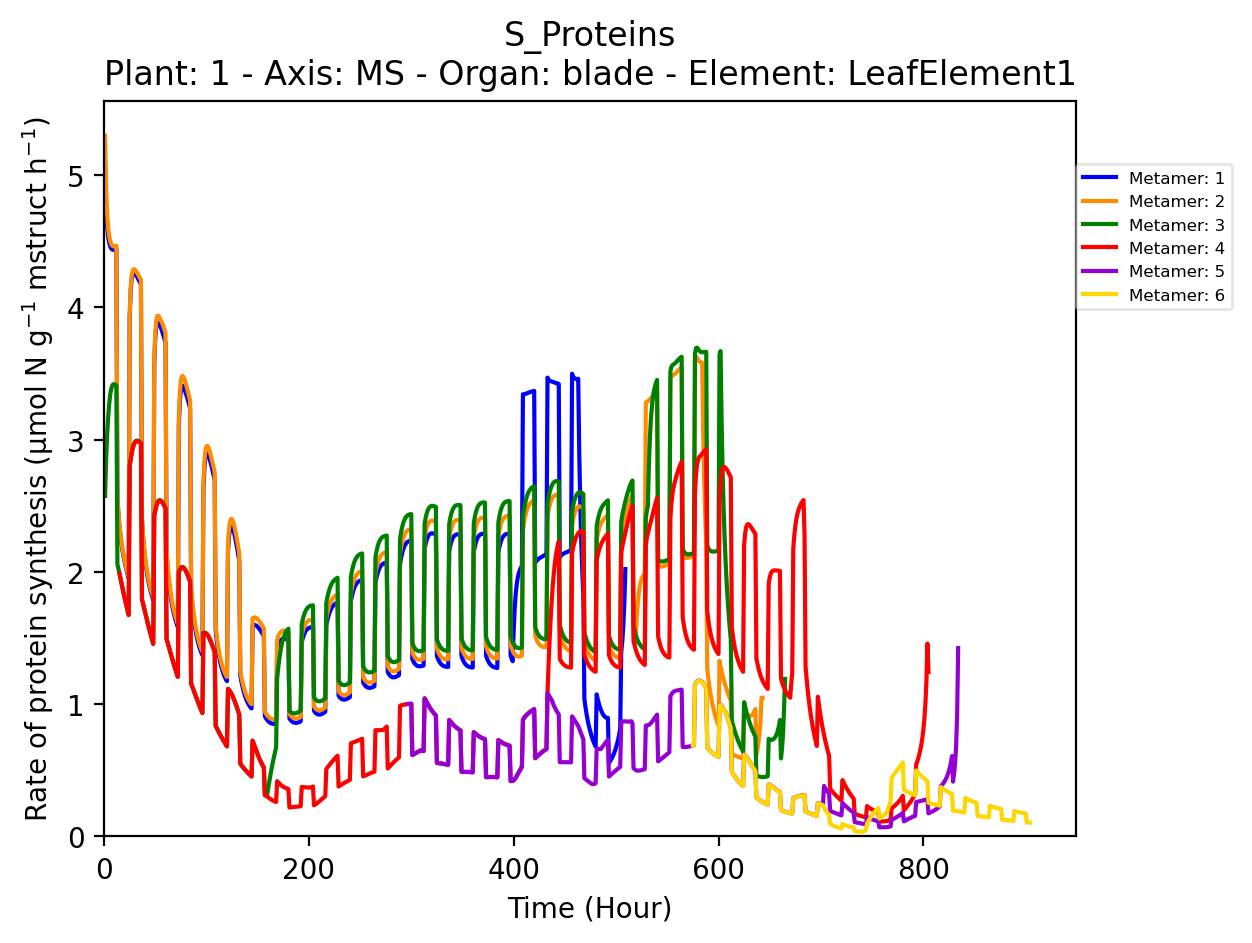 S_Proteins
Plant: 1 - Axis: MS - Organ: blade - Element: LeafElement1
Rate of protein synthesis (µmol N g⁻¹ mstruct h⁻¹)
5
4
3
2
1
0
0 200 400 600 800
Time (Hour)
Metamer: 1
Metamer: 2
Metamer: 3
Metamer: 4
Metamer: 5
Metamer: 6